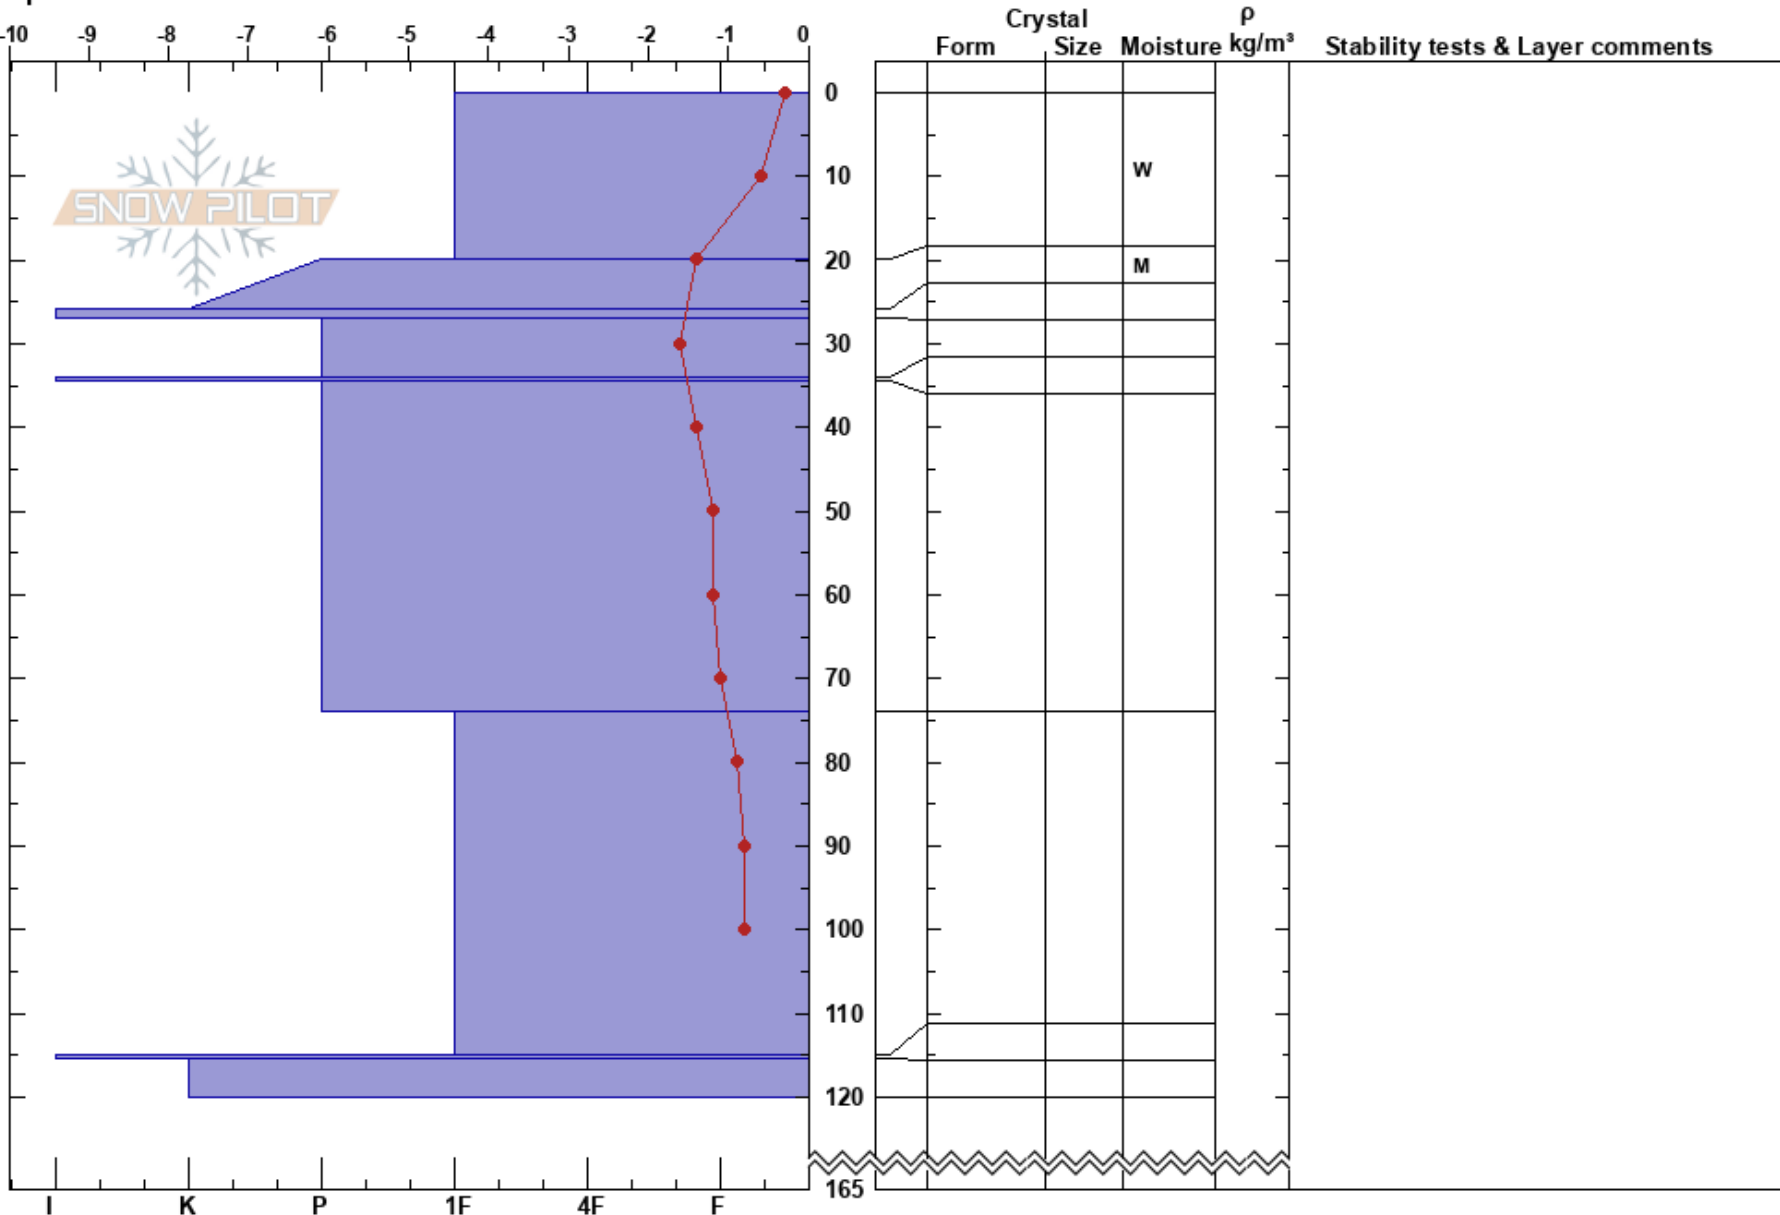 -10 -9 -8 -7 -6 -5 -4 -3 -2 -1 0
Crystal
ρ
Form Size Moisture kg/m³ Stability tests & Layer comments
0
W
10
SNOW PILOT
20
M
30
40
50
60
70
80
90
100
110
120
165
I K P 1F 4F F